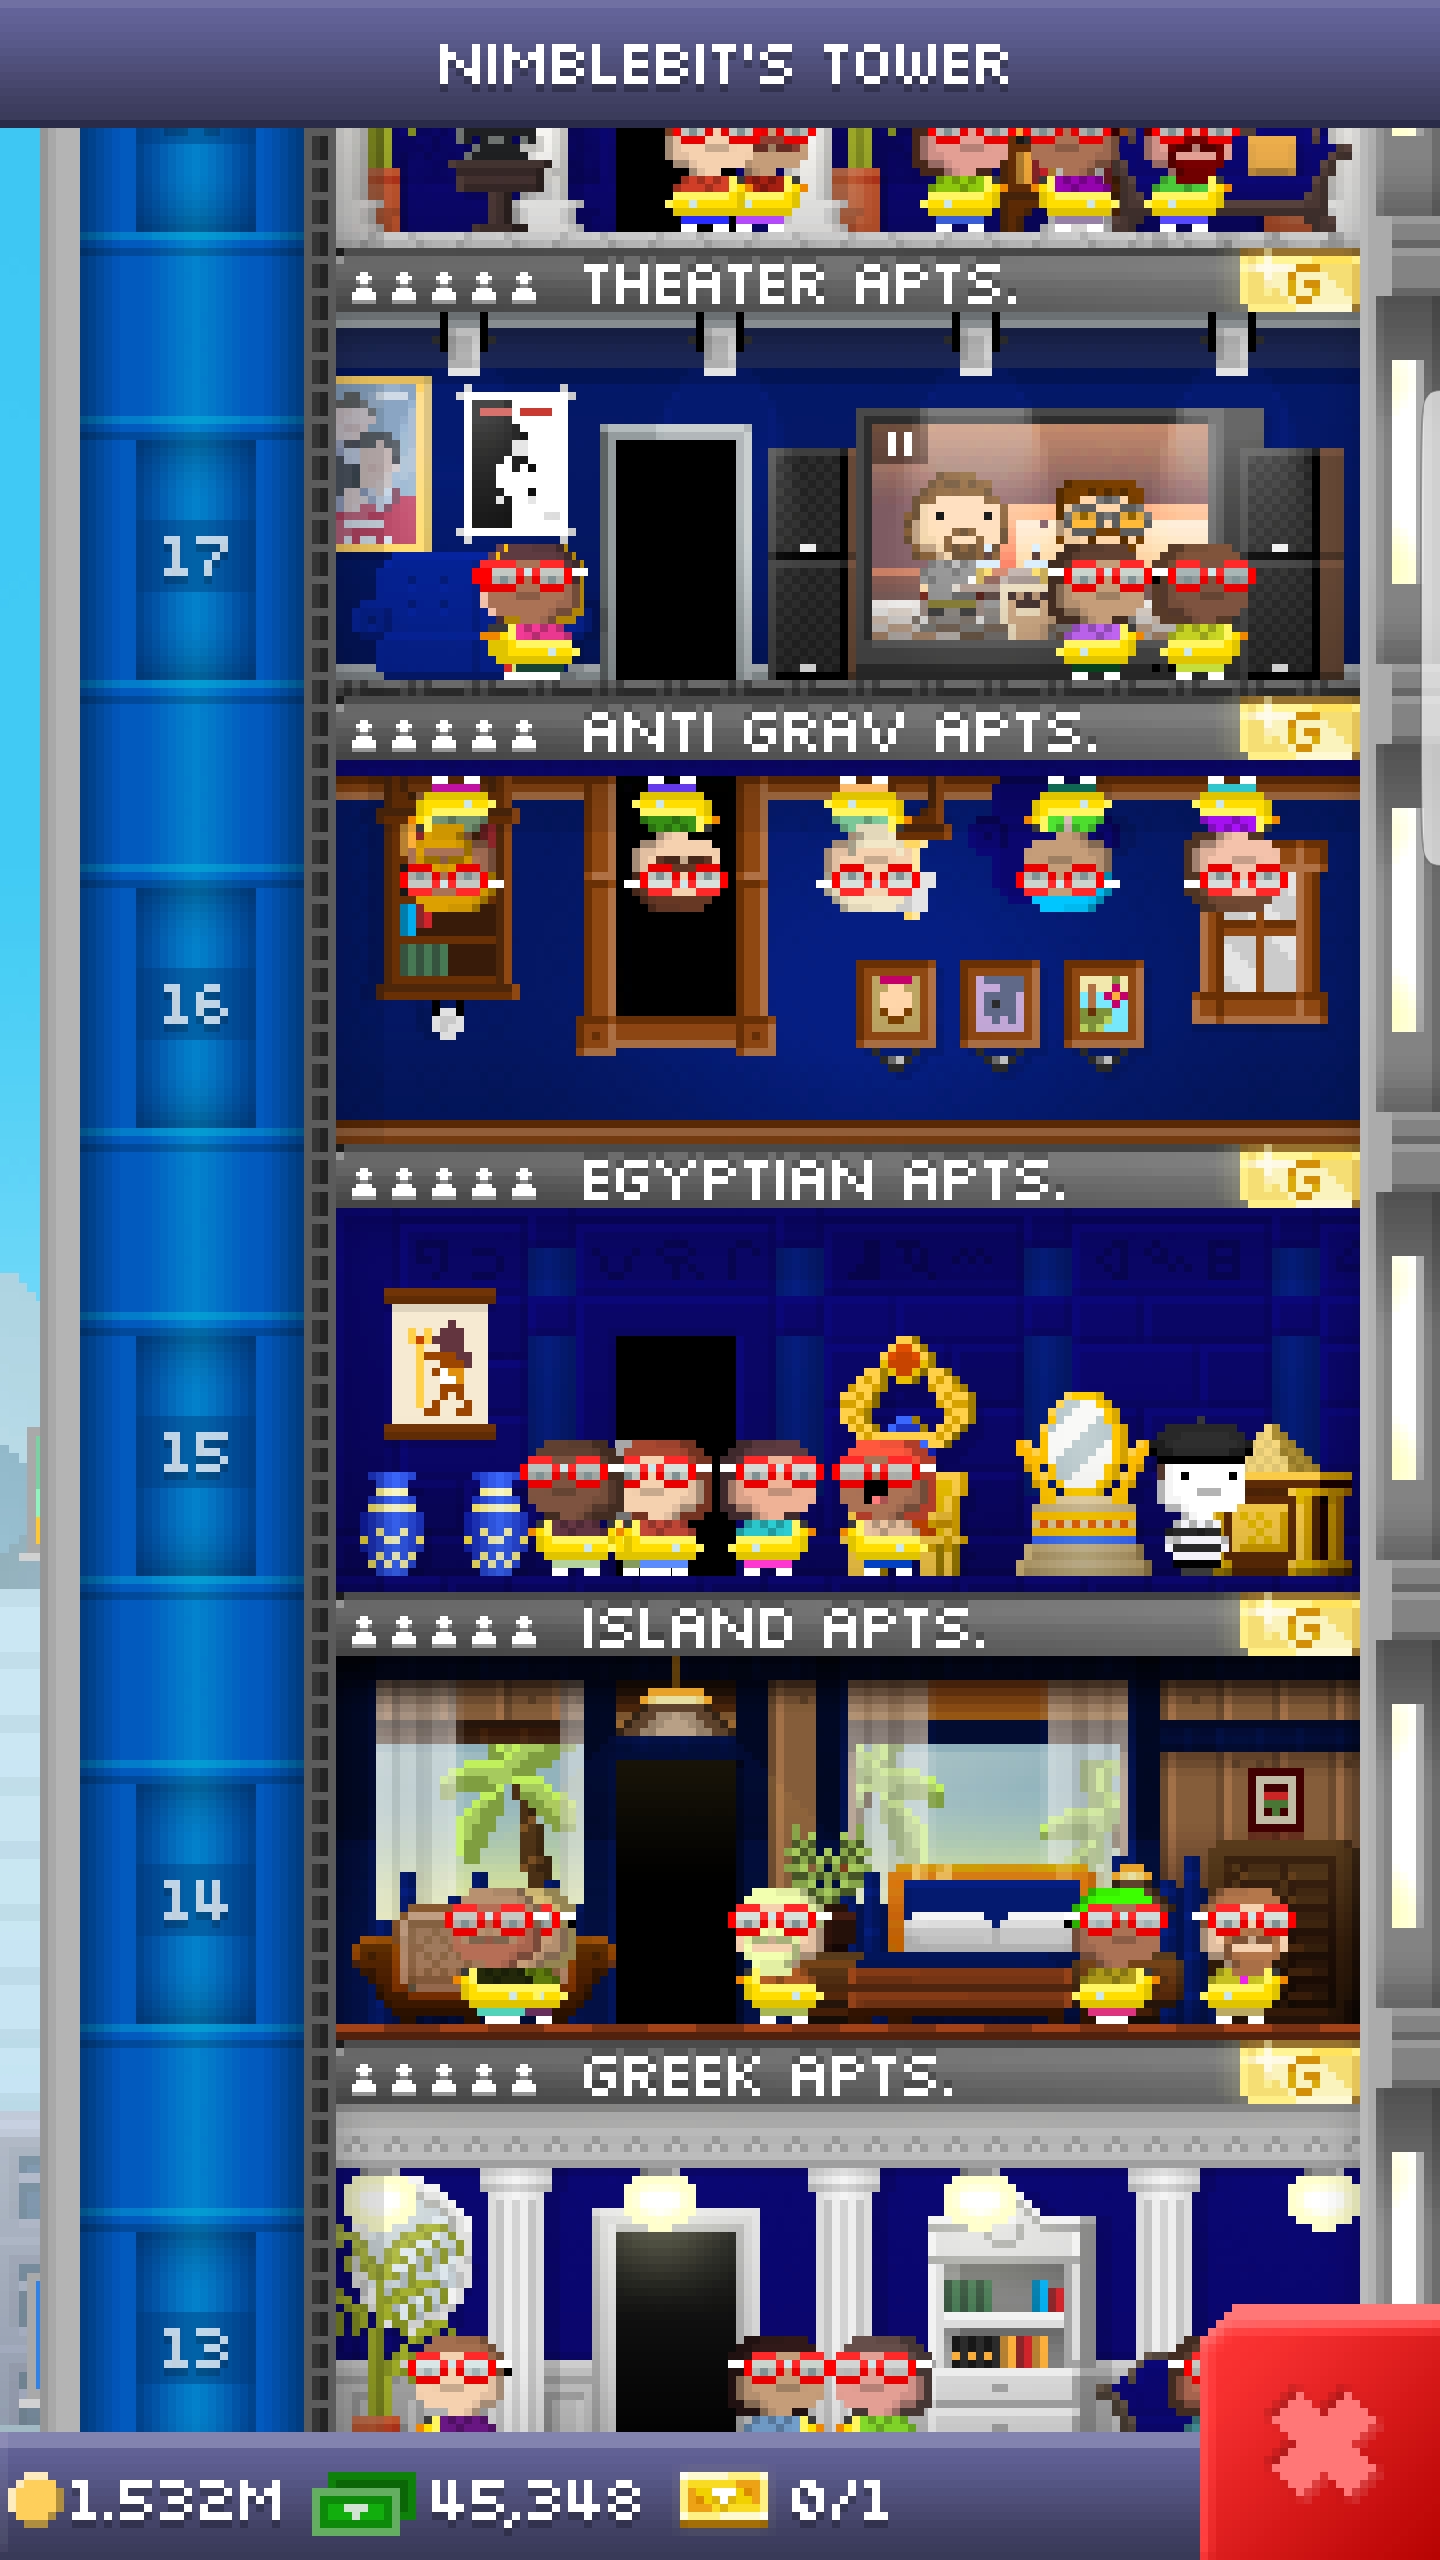 NIMBLEBIT'S TOWER
THEATER APTS. G
17
ANTI GRAV APTS. G
16
EGYPTIAN APTS. G
15
ISLAND APTS. G
14
GREEK APTS. G
13
1.532M 45,348 0/1